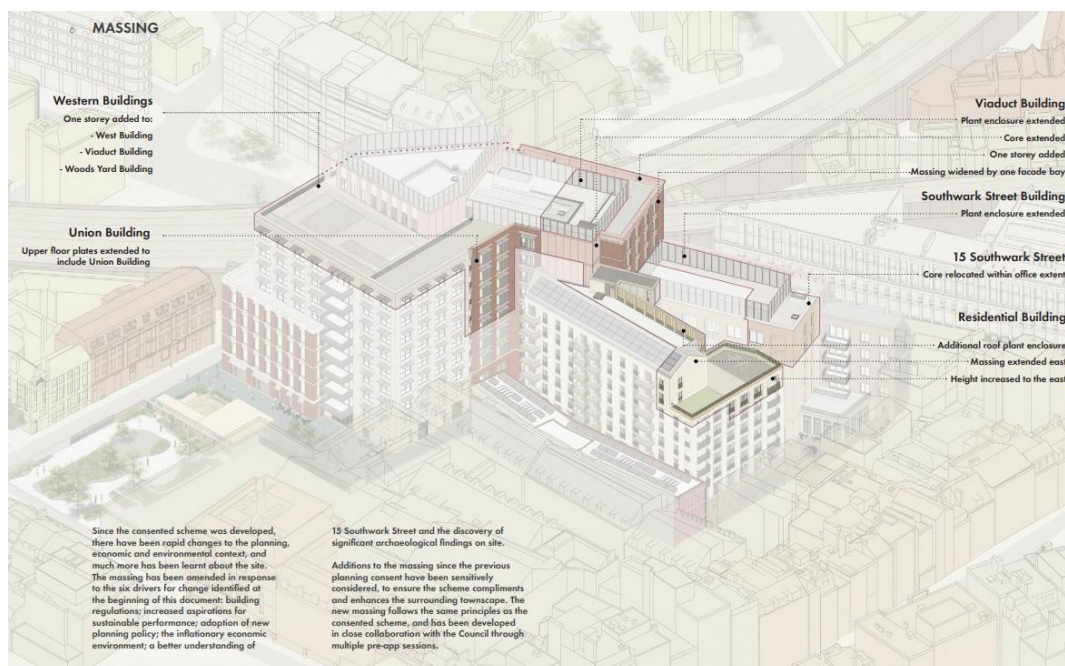 6 MASSING
Western Buildings
One storey added to:
- West Building
- Viaduct Building
- Woods Yard Building
Union Building
Upper floor plates extended to
include Union Building
Viaduct Building
Plant enclosure extended
Core extended
One storey added
Massing widened by one facade bay
Southwark Street Building
Plant enclosure extended
15 Southwark Street
Core relocated within office extent
Residential Building
Additional roof plant enclosure
Massing extended east
Height increased to the east
Since the consented scheme was developed,
there have been rapid changes to the planning,
economic and environmental context, and
much more has been learnt about the site.
The massing has been amended in response
to the six drivers for change identified at
the beginning of this document: building
regulations; increased aspirations for
sustainable performance; adoption of new
planning policy; the inflationary economic
environment; a better understanding of
15 Southwark Street and the discovery of
significant archaeological findings on site.
Additions to the massing since the previous
planning consent have been sensitively
considered, to ensure the scheme compliments
and enhances the surrounding townscape. The
new massing follows the same principles as the
consented scheme, and has been developed
in close collaboration with the Council through
multiple pre-app sessions.